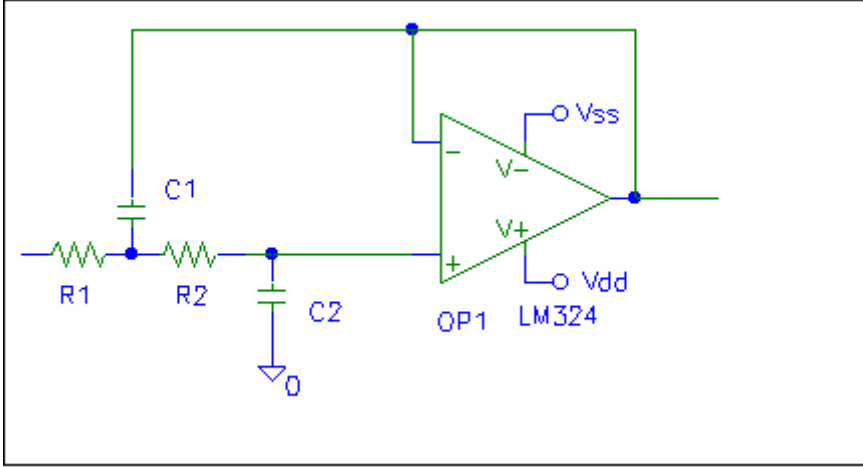 Vss
-
V-
C1
V+
+
R1
R2
Vdd
C2
OP1
LM324
0